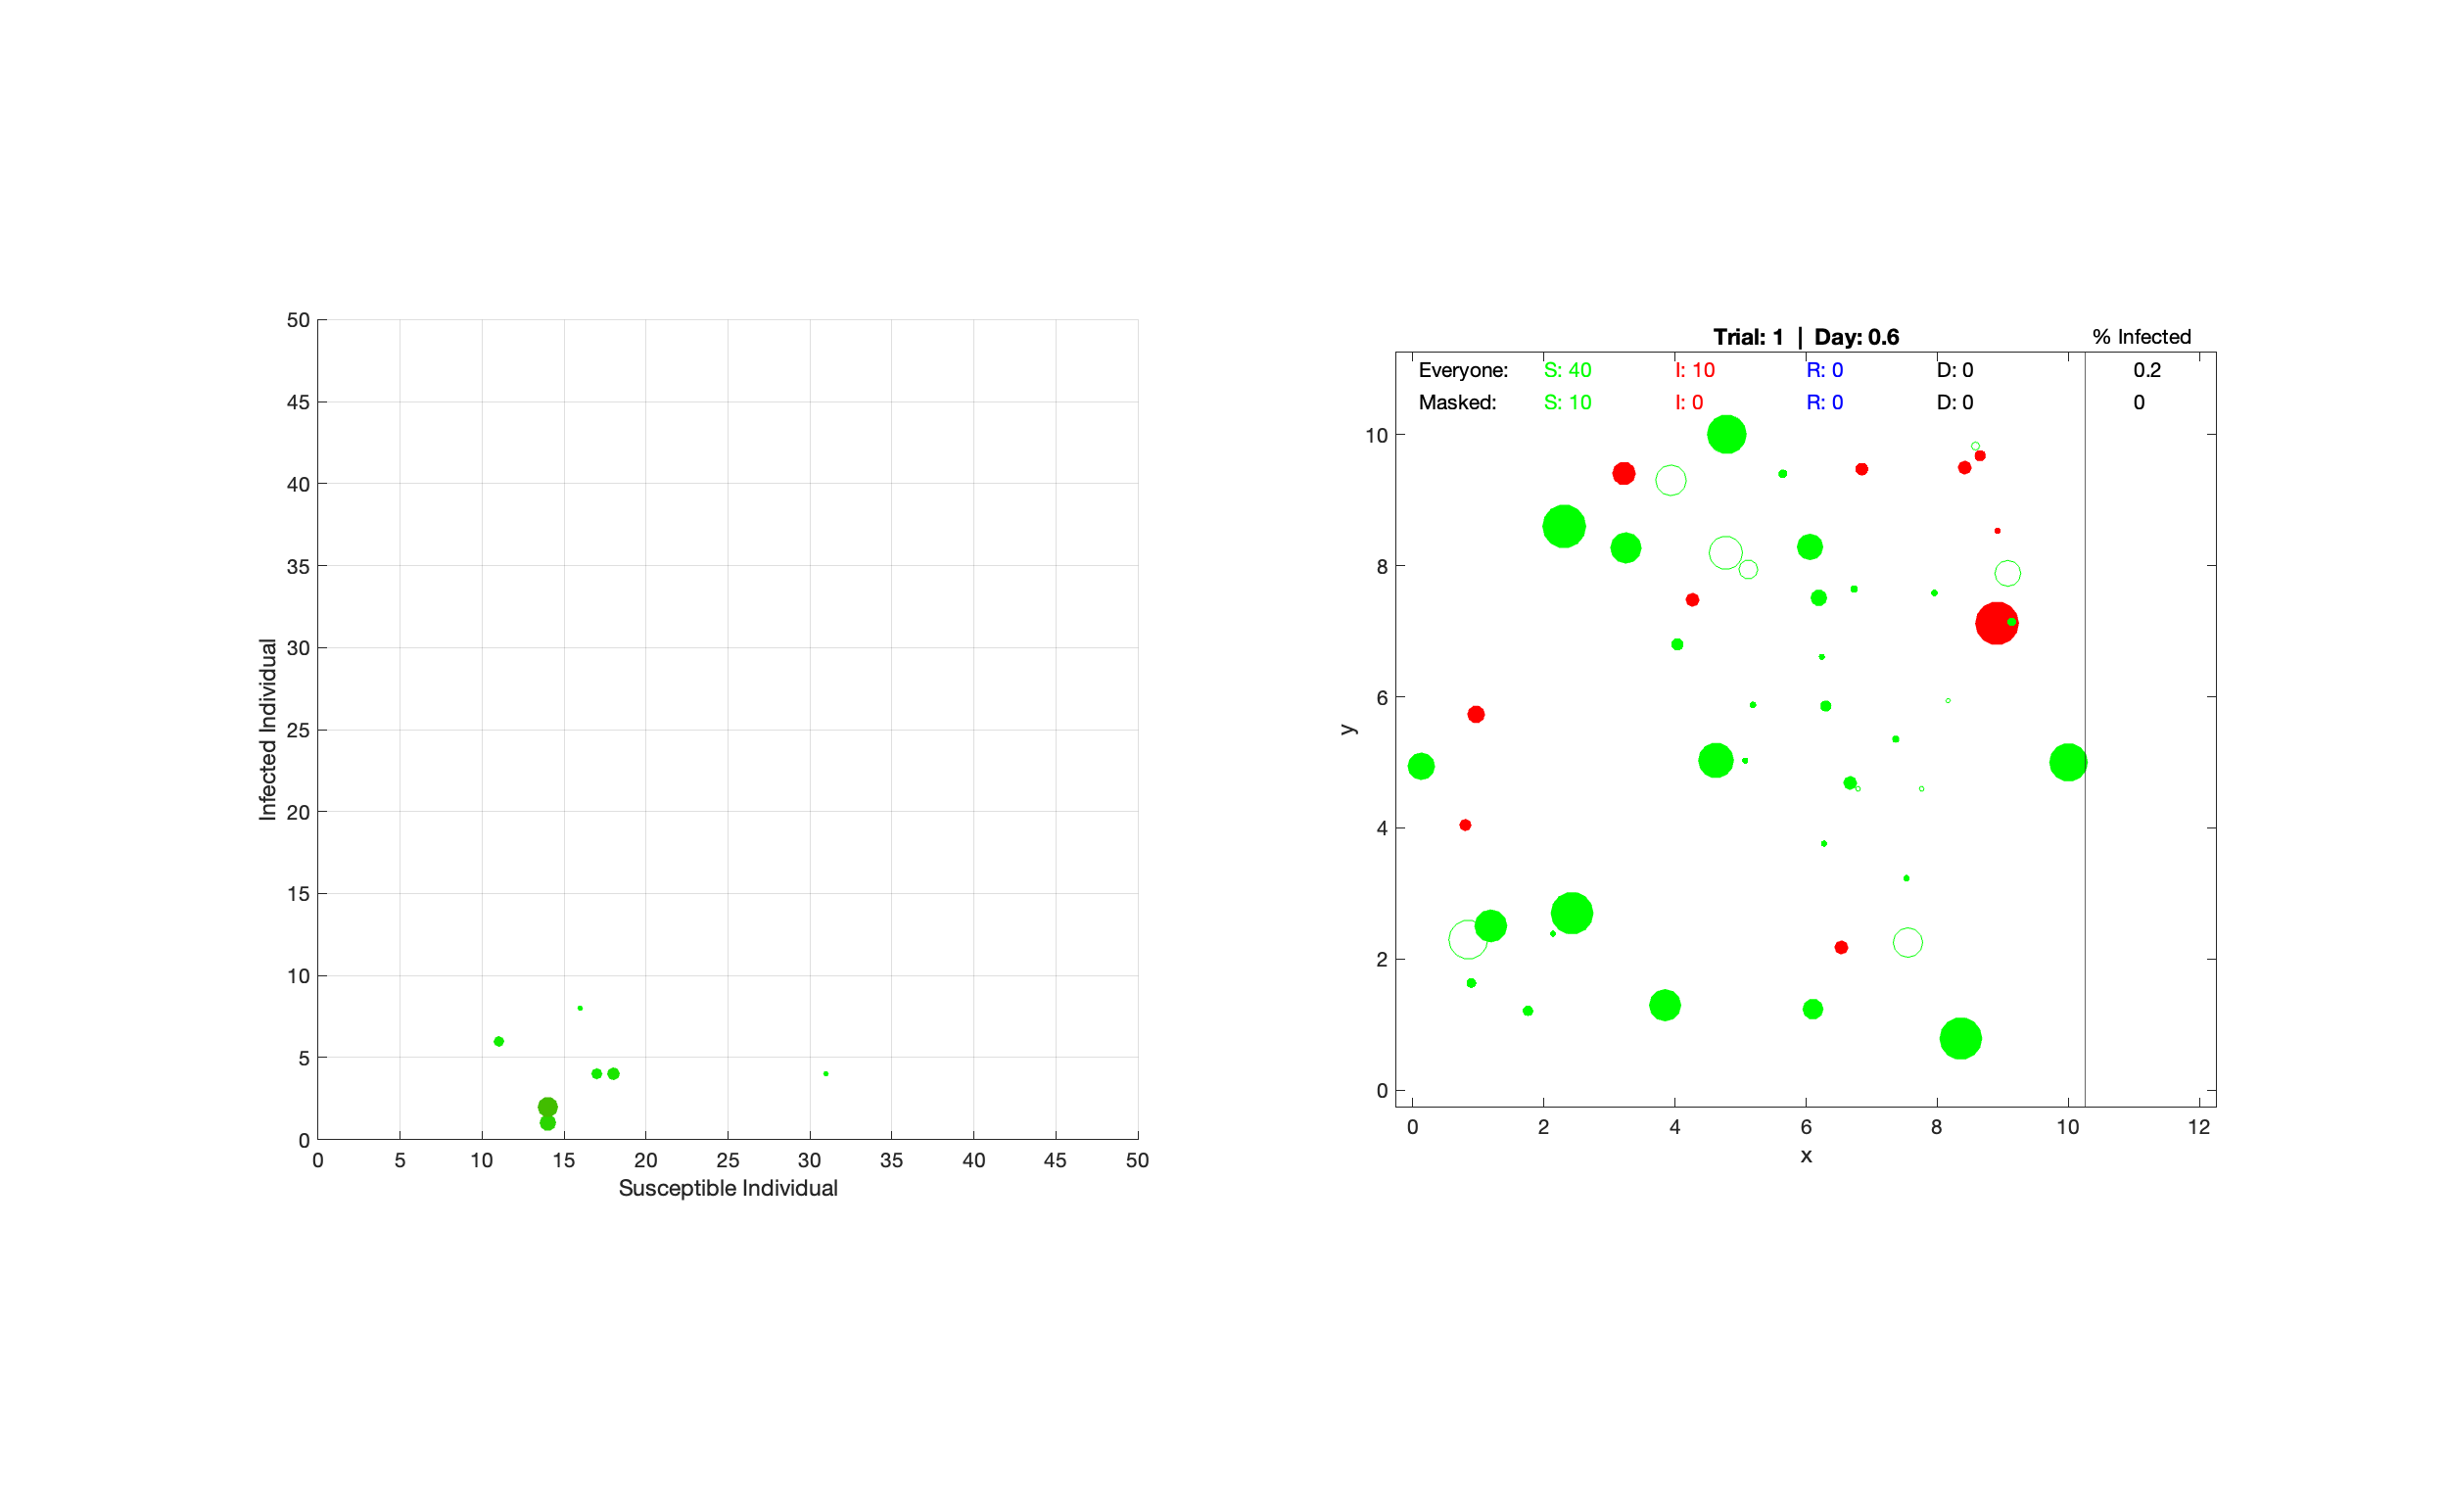 50
45
40
35
30
25
20
15
10
5
0
0 5 10 15 20 25 30 35 40 45 50
Susceptible Individual
Infected Individual
Trial: 1 | Day: 0.6 % Infected
Everyone: S: 40 I: 10 R: 0 D: 0 0.2
Masked: S: 10 I: 0 R: 0 D: 0 0
10
8
6
4
2
0
0 2 4 6 8 10 12
x
y